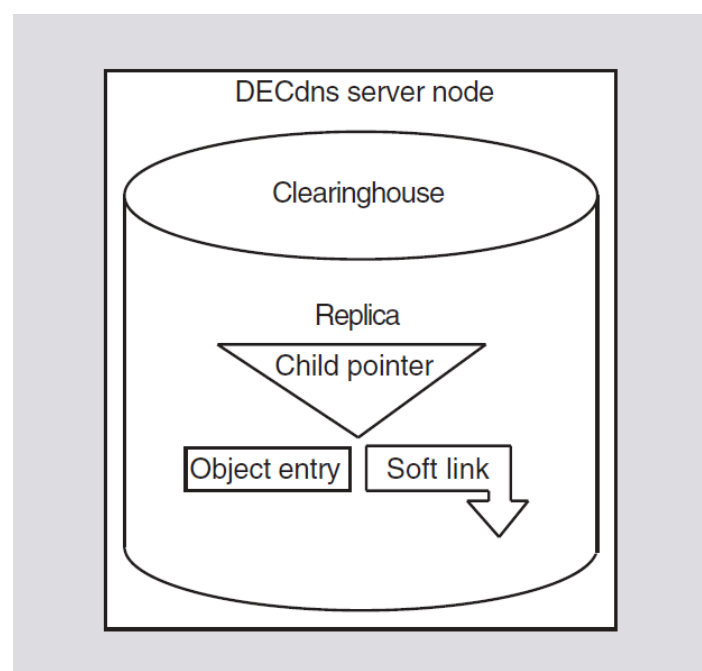 DECdns server node
Clearinghouse
Replica
Child pointer
Object entry
Soft link